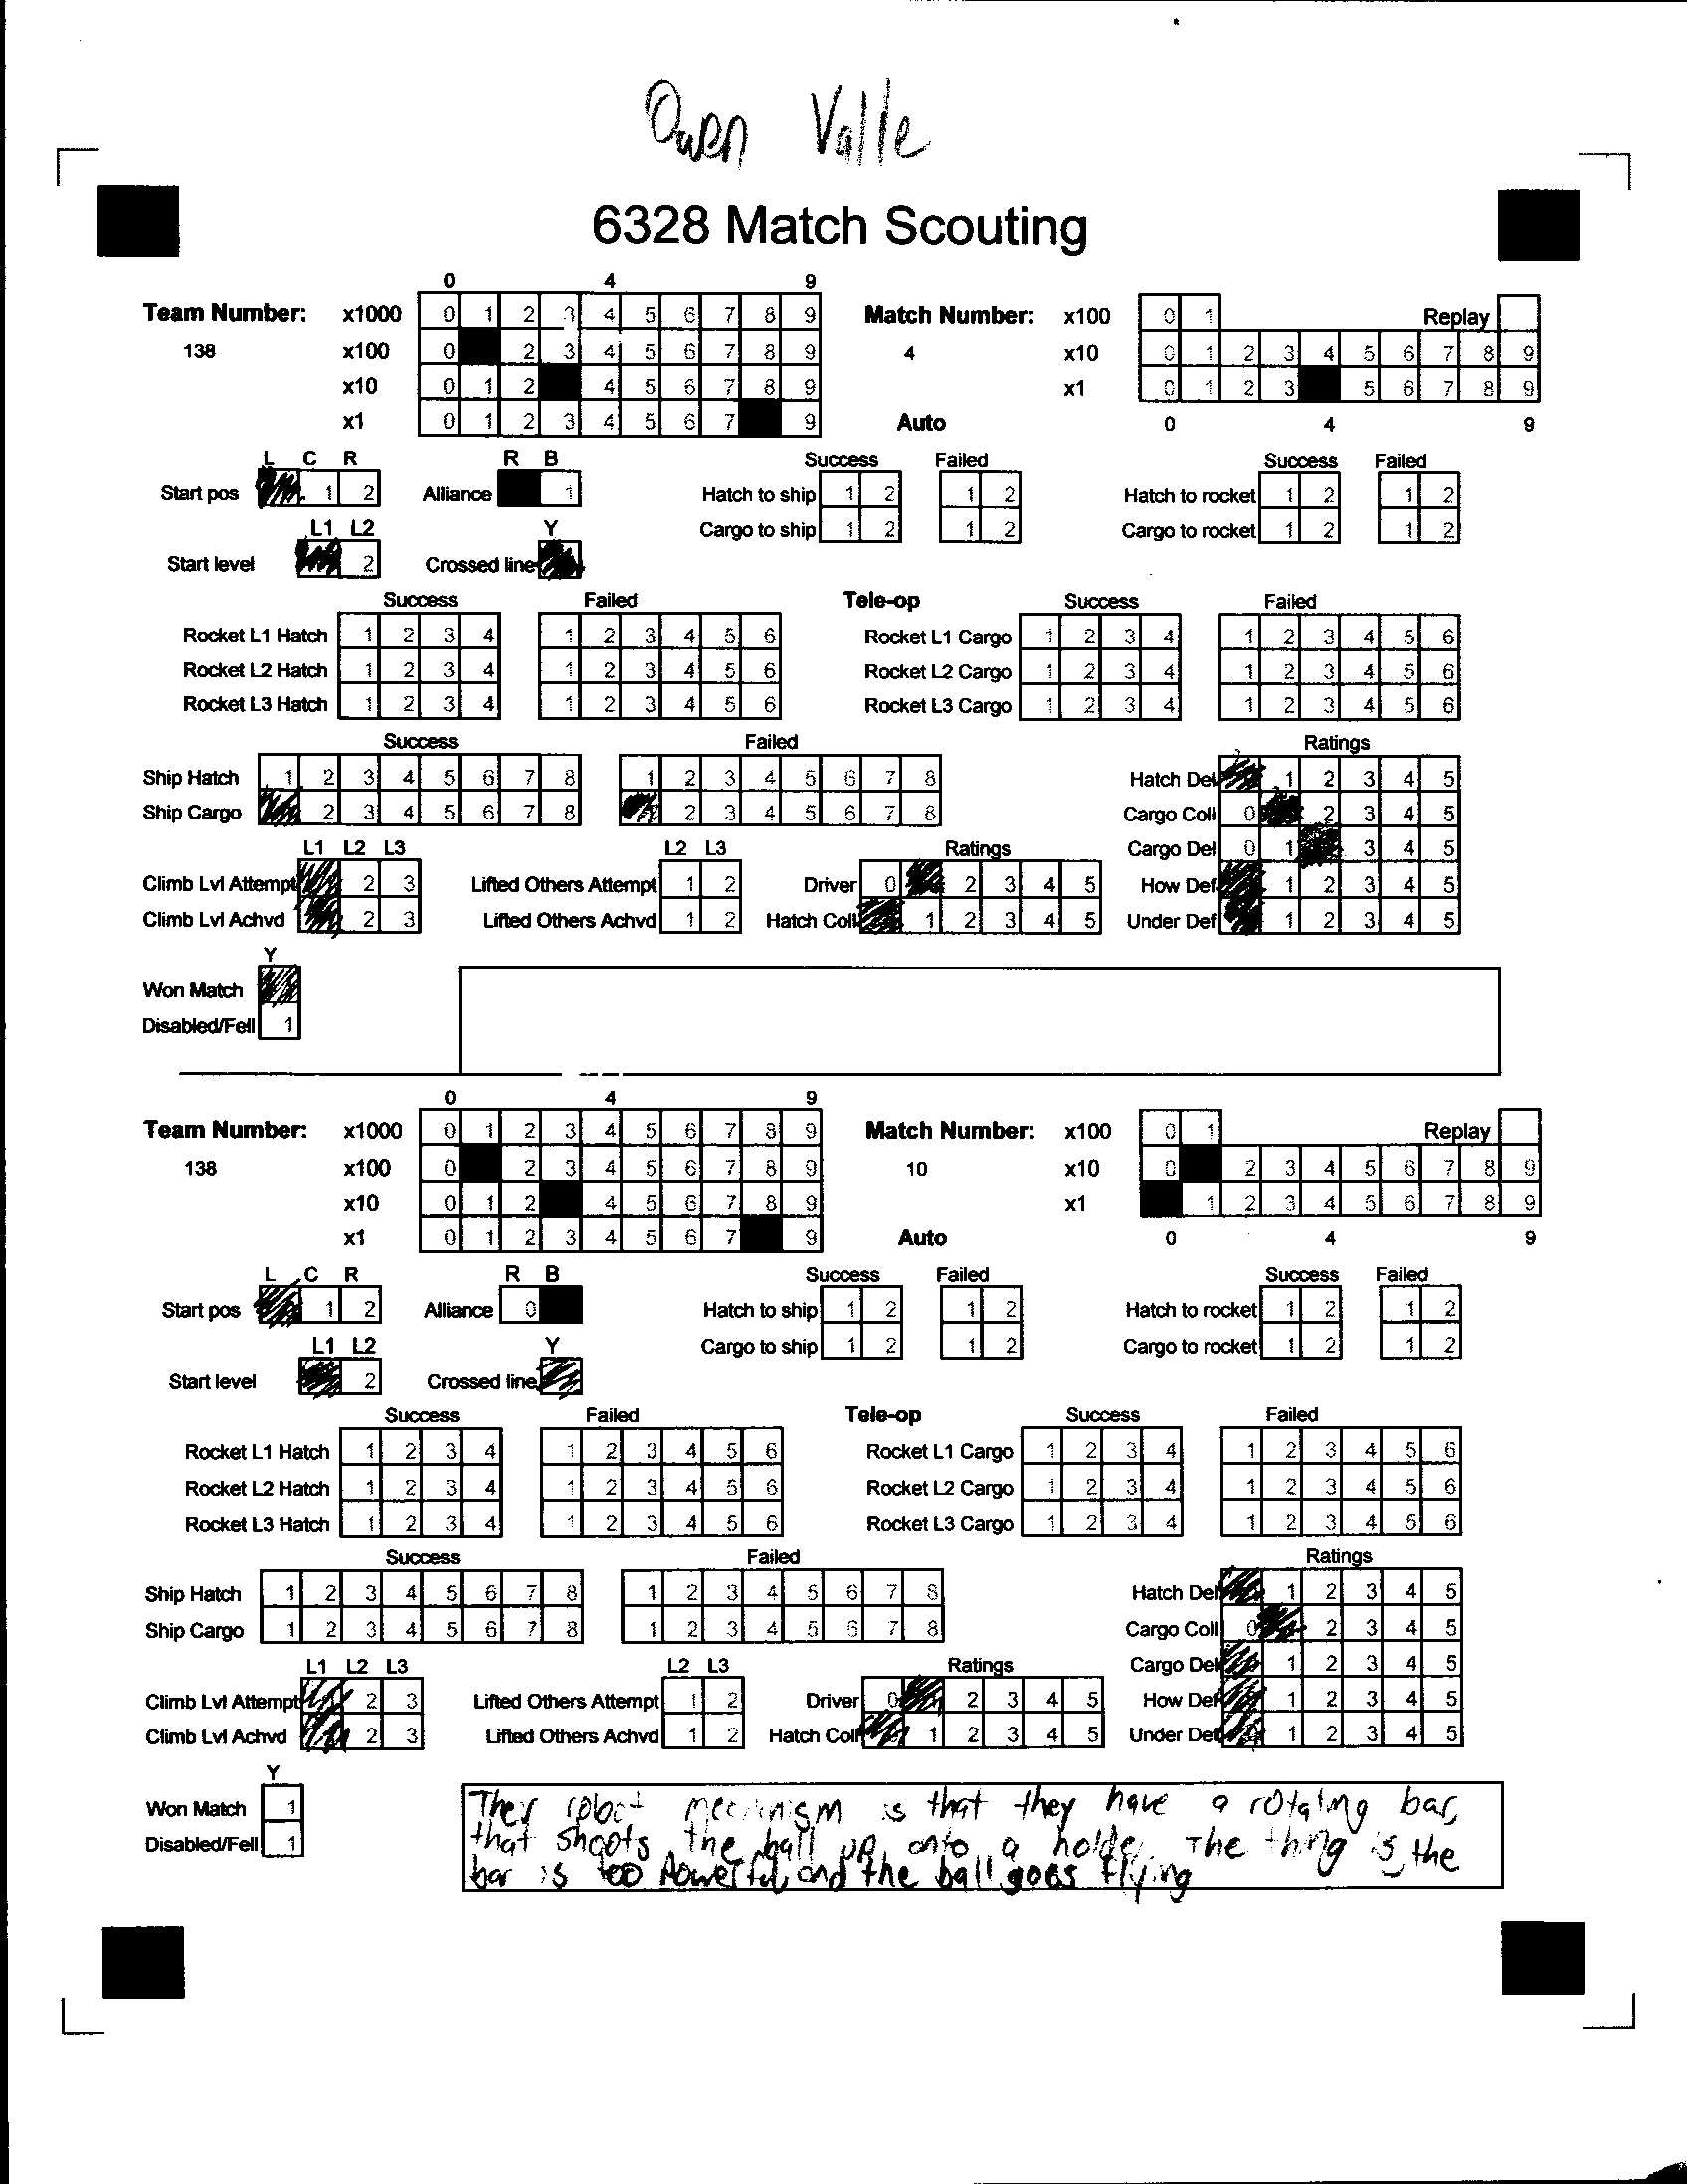 Owen Valle
6328 Match Scouting
0 4 9
Team Number: x1000 0 1 2 3 4 5 6 7 8 9 Match Number: x100 0 1 Replay
138 x100 0 2 3 4 5 6 7 8 9 4 x10 0 1 2 3 4 5 6 7 8 9
x10 0 1 2 4 5 6 7 8 9 x1 0 1 2 3 5 6 7 8 9
x1 0 1 2 3 4 5 6 7 9 Auto 0 4 9
L C R R B Success Failed Success Failed
Start pos 1 2 Alliance 1 Hatch to ship 1 2 1 2 Hatch to rocket 1 2 1 2
L1 L2 Y Cargo to ship 1 2 1 2 Cargo to rocket 1 2 1 2
Start level 2 Crossed line
Success Failed Tele-op Success Failed
Rocket L1 Hatch 1 2 3 4 1 2 3 4 5 6 Rocket L1 Cargo 1 2 3 4 1 2 3 4 5 6
Rocket L2 Hatch 1 2 3 4 1 2 3 4 5 6 Rocket L2 Cargo 1 2 3 4 1 2 3 4 5 6
Rocket L3 Hatch 1 2 3 4 1 2 3 4 5 6 Rocket L3 Cargo 1 2 3 4 1 2 3 4 5 6
Success Failed Ratings
Ship Hatch 1 2 3 4 5 6 7 8 1 2 3 4 5 6 7 8 Hatch Del 1 2 3 4 5
Ship Cargo 2 3 4 5 6 7 8 2 3 4 5 6 7 8 Cargo Coll 0 2 3 4 5
L1 L2 L3 L2 L3 Ratings Cargo Del 0 1 3 4 5
Climb Lvl Attempt 2 3 Lifted Others Attempt 1 2 Driver 0 2 3 4 5 How Def 1 2 3 4 5
Climb Lvl Achvd 2 3 Lifted Others Achvd 1 2 Hatch Coll 1 2 3 4 5 Under Def 1 2 3 4 5
Y
Won Match
Disabled/Fell 1
0 4 9
Team Number: x1000 0 1 2 3 4 5 6 7 8 9 Match Number: x100 0 1 Replay
138 x100 0 2 3 4 5 6 7 8 9 10 x10 0 2 3 4 5 6 7 8 9
x10 0 1 2 4 5 6 7 8 9 x1 1 2 3 4 5 6 7 8 9
x1 0 1 2 3 4 5 6 7 9 Auto 0 4 9
L C R R B Success Failed Success Failed
Start pos 1 2 Alliance 0 Hatch to ship 1 2 1 2 Hatch to rocket 1 2 1 2
L1 L2 Y Cargo to ship 1 2 1 2 Cargo to rocket 1 2 1 2
Start level 2 Crossed line
Success Failed Tele-op Success Failed
Rocket L1 Hatch 1 2 3 4 1 2 3 4 5 6 Rocket L1 Cargo 1 2 3 4 1 2 3 4 5 6
Rocket L2 Hatch 1 2 3 4 1 2 3 4 5 6 Rocket L2 Cargo 1 2 3 4 1 2 3 4 5 6
Rocket L3 Hatch 1 2 3 4 1 2 3 4 5 6 Rocket L3 Cargo 1 2 3 4 1 2 3 4 5 6
Success Failed Ratings
Ship Hatch 1 2 3 4 5 6 7 8 1 2 3 4 5 6 7 8 Hatch Del 1 2 3 4 5
Ship Cargo 1 2 3 4 5 6 7 8 1 2 3 4 5 6 7 8 Cargo Coll 0 2 3 4 5
L1 L2 L3 L2 L3 Ratings Cargo Del 1 2 3 4 5
Climb Lvl Attempt 2 3 Lifted Others Attempt 1 2 Driver 0 2 3 4 5 How Def 1 2 3 4 5
Climb Lvl Achvd 2 3 Lifted Others Achvd 1 2 Hatch Coll 1 2 3 4 5 Under Def 1 2 3 4 5
Y
Won Match 1
Disabled/Fell 1
They robot mechanism is that they have a rotating bar,
that shoots the ball up onto a holder. The thing is the
bar is too powerful, and the ball goes flying